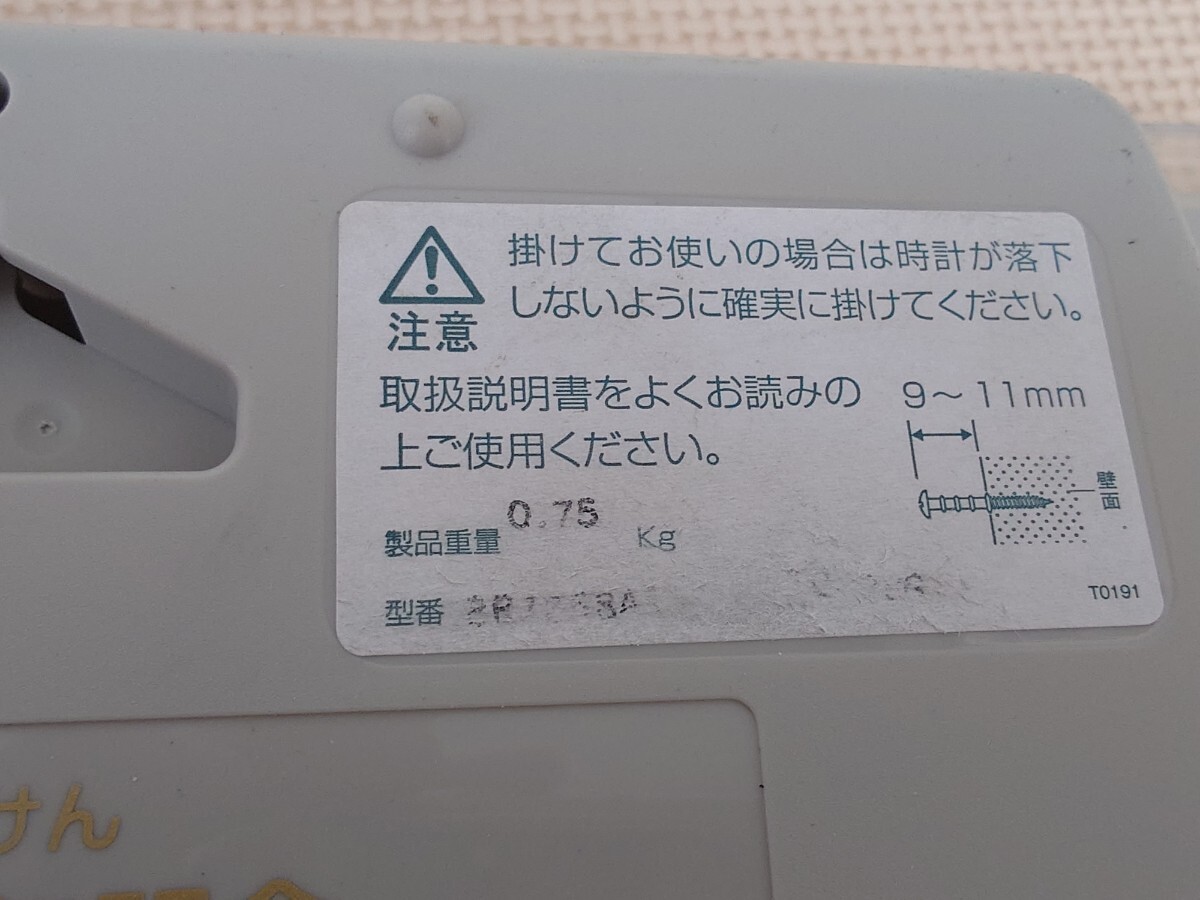 掛けてお使いの場合は時計が落下
しないように確実に掛けてください。
注意
取扱説明書をよくお読みの
上ご使用ください。
9～11mm
壁面
製品重量 0.75 Kg
型番
T0191
けん